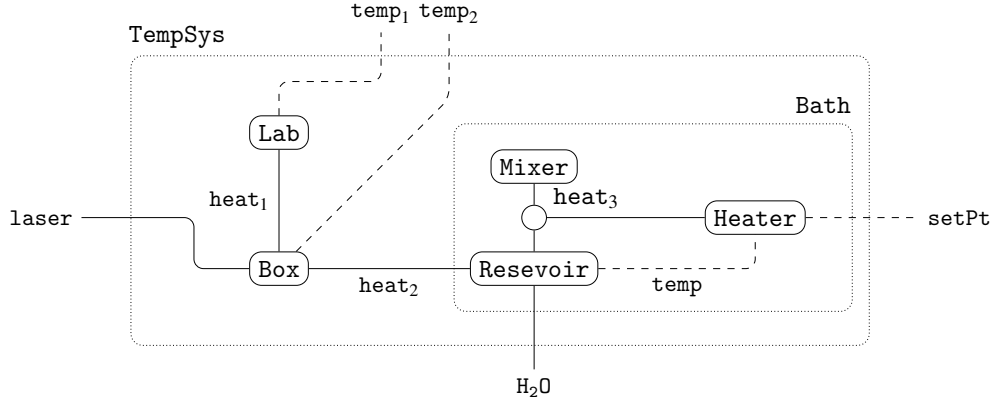 temp₁ temp₂
TempSys
Bath
Lab
Mixer
heat₁
heat₃
laser
Heater
setPt
Box
Resevoir
heat₂
temp
H₂O